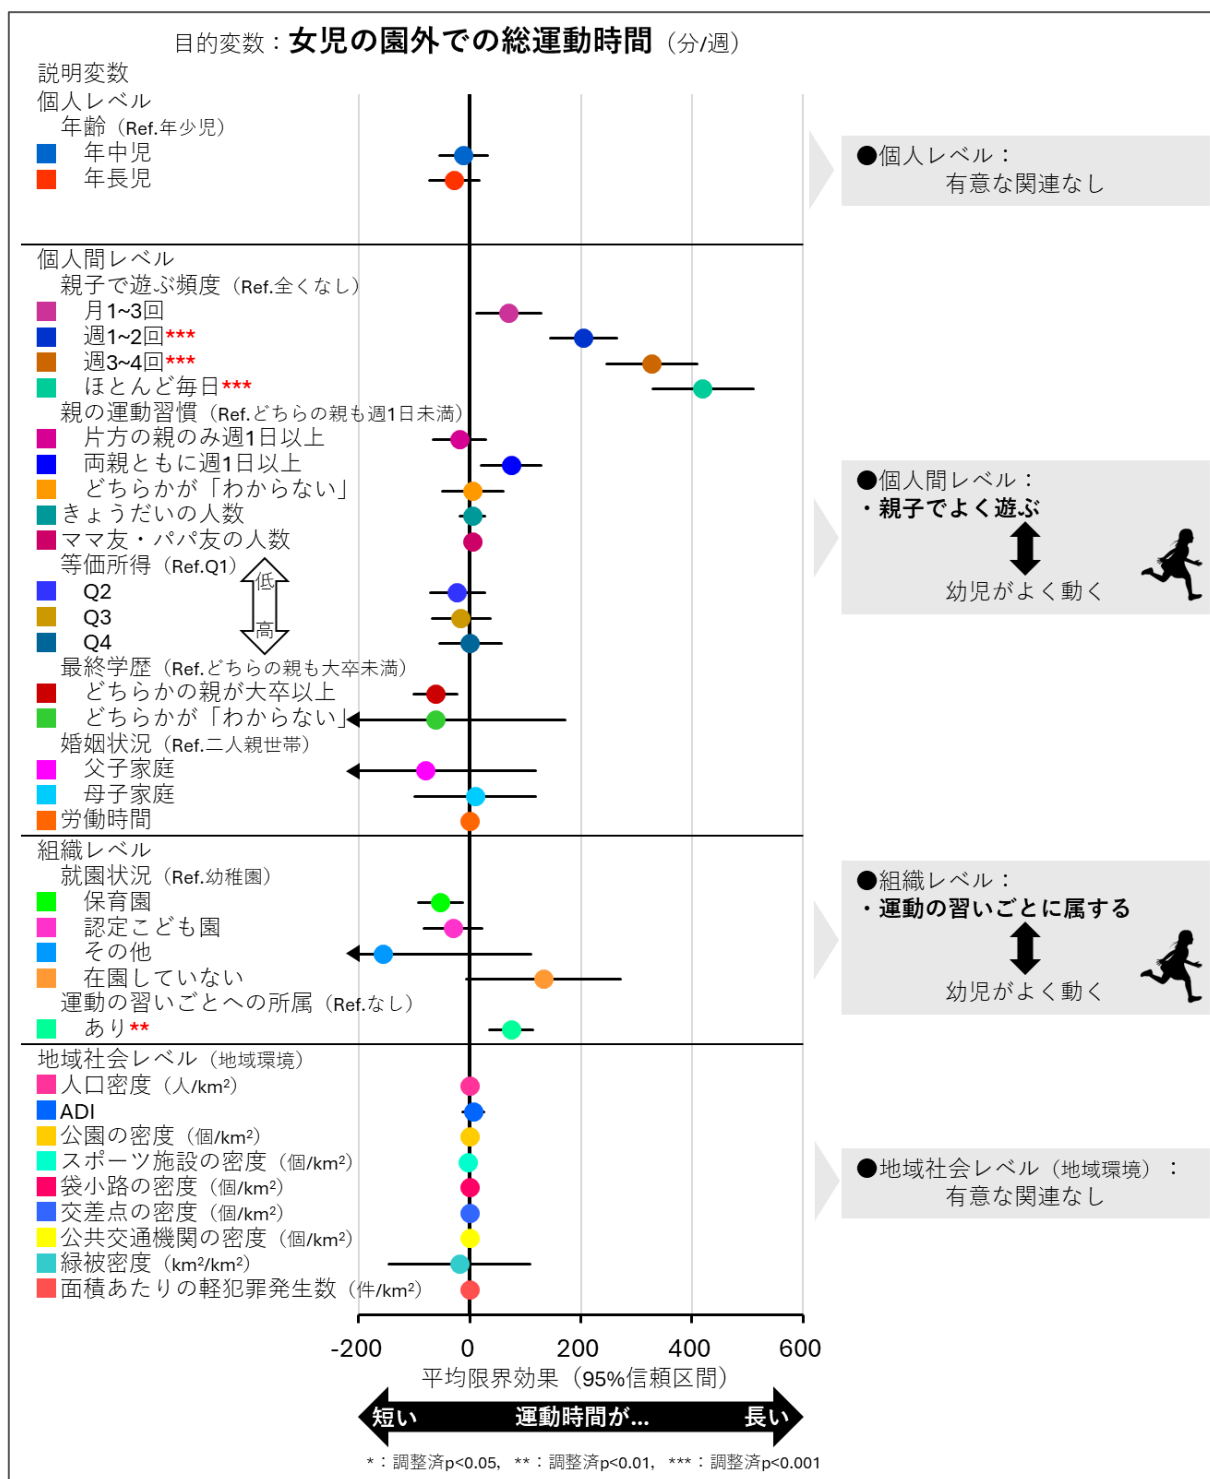 目的変数：女児の園外での総運動時間（分/週）
説明変数
個人レベル
年齢（Ref.年少児）
年中児
年長児
●個人レベル：
有意な関連なし
個人間レベル
親子で遊ぶ頻度（Ref.全くなし）
月1~3回
週1~2回***
週3~4回***
ほとんど毎日***
親の運動習慣（Ref.どちらの親も週1日未満）
片方の親のみ週1日以上
両親ともに週1日以上
どちらかが「わからない」
きょうだいの人数
ママ友・パパ友の人数
等価所得（Ref.Q1）
低
Q2
Q3
高
Q4
最終学歴（Ref.どちらの親も大卒未満）
どちらかの親が大卒以上
どちらかが「わからない」
婚姻状況（Ref.二人親世帯）
父子家庭
母子家庭
労働時間
●個人間レベル：
・親子でよく遊ぶ
幼児がよく動く
組織レベル
就園状況（Ref.幼稚園）
保育園
認定こども園
その他
在園していない
運動の習いごとへの所属（Ref.なし）
あり**
●組織レベル：
・運動の習いごとに属する
幼児がよく動く
地域社会レベル（地域環境）
人口密度（人/km²）
ADI
公園の密度（個/km²）
スポーツ施設の密度（個/km²）
袋小路の密度（個/km²）
交差点の密度（個/km²）
公共交通機関の密度（個/km²）
緑被密度（km²/km²）
面積あたりの軽犯罪発生数（件/km²）
●地域社会レベル（地域環境）：
有意な関連なし
-200 0 200 400 600
平均限界効果（95%信頼区間）
短い 運動時間が... 長い
*：調整済p<0.05, **：調整済p<0.01, ***：調整済p<0.001